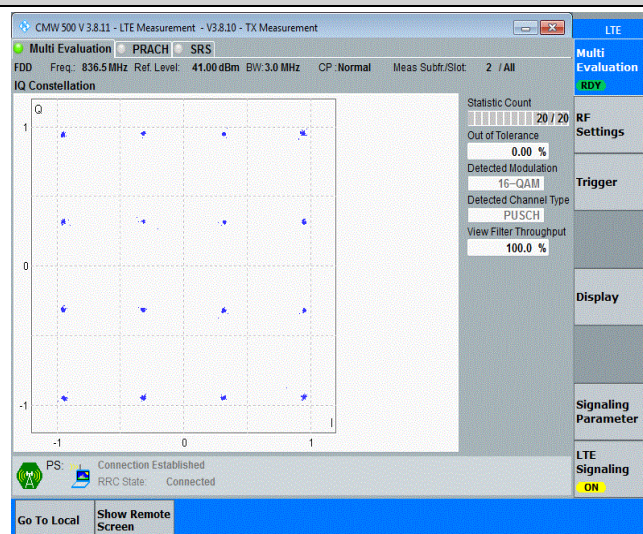 CMW 500 V 3.8.11 - LTE Measurement - V3.8.10 - TX Measurement
LTE
Multi Evaluation PRACH SRS
Multi
Evaluation
RDY
FDD Freq.: 836.5 MHz Ref. Level: 41.00 dBm BW: 3.0 MHz CP : Normal Meas Subfr./Slot: 2 / All
IQ Constellation
Q
1
0
-1
-1 0 1
I
Statistic Count
20 / 20
Out of Tolerance
0.00 %
Detected Modulation
16-QAM
Detected Channel Type
PUSCH
View Filter Throughput
100.0 %
RF
Settings
Trigger
Display
Signaling
Parameter
LTE
Signaling
ON
PS: Connection Established
RRC State: Connected
Go To Local
Show Remote
Screen